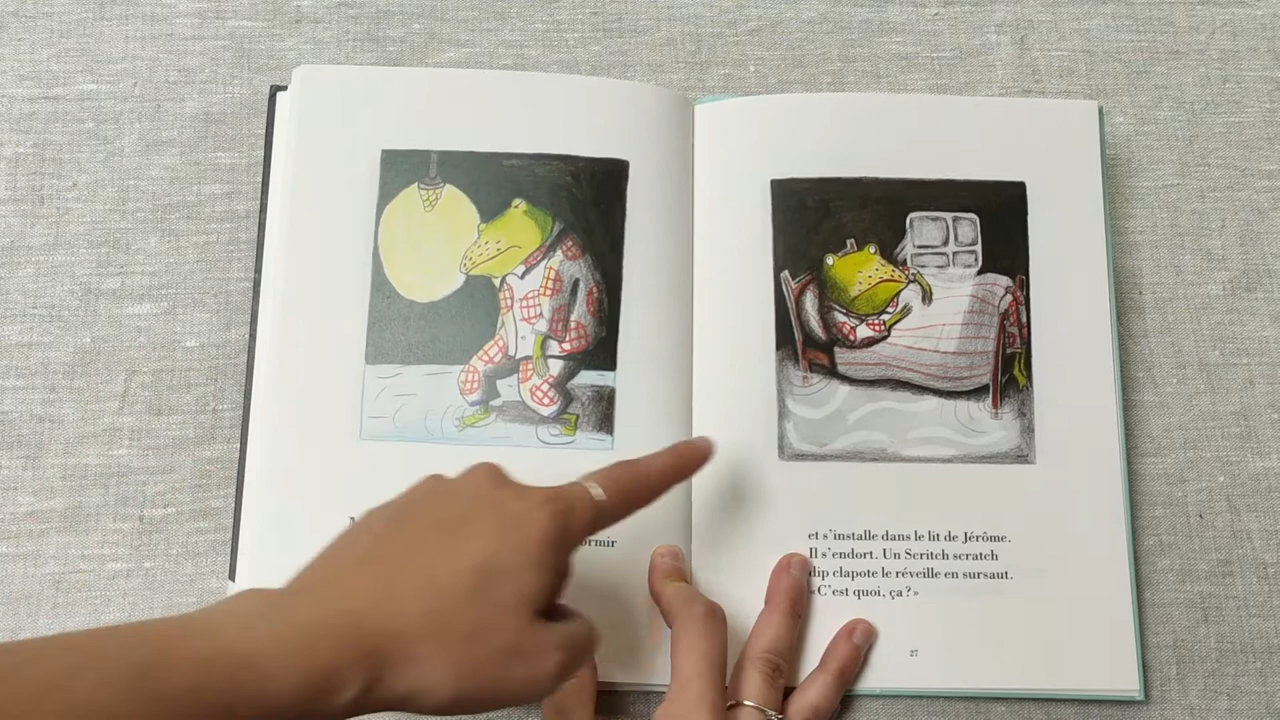 ormir
et s’installe dans le lit de Jérôme.
Il s’endort. Un Scritch scratch
dip clapote le réveille en sursaut.
«C’est quoi, ça ?»
27